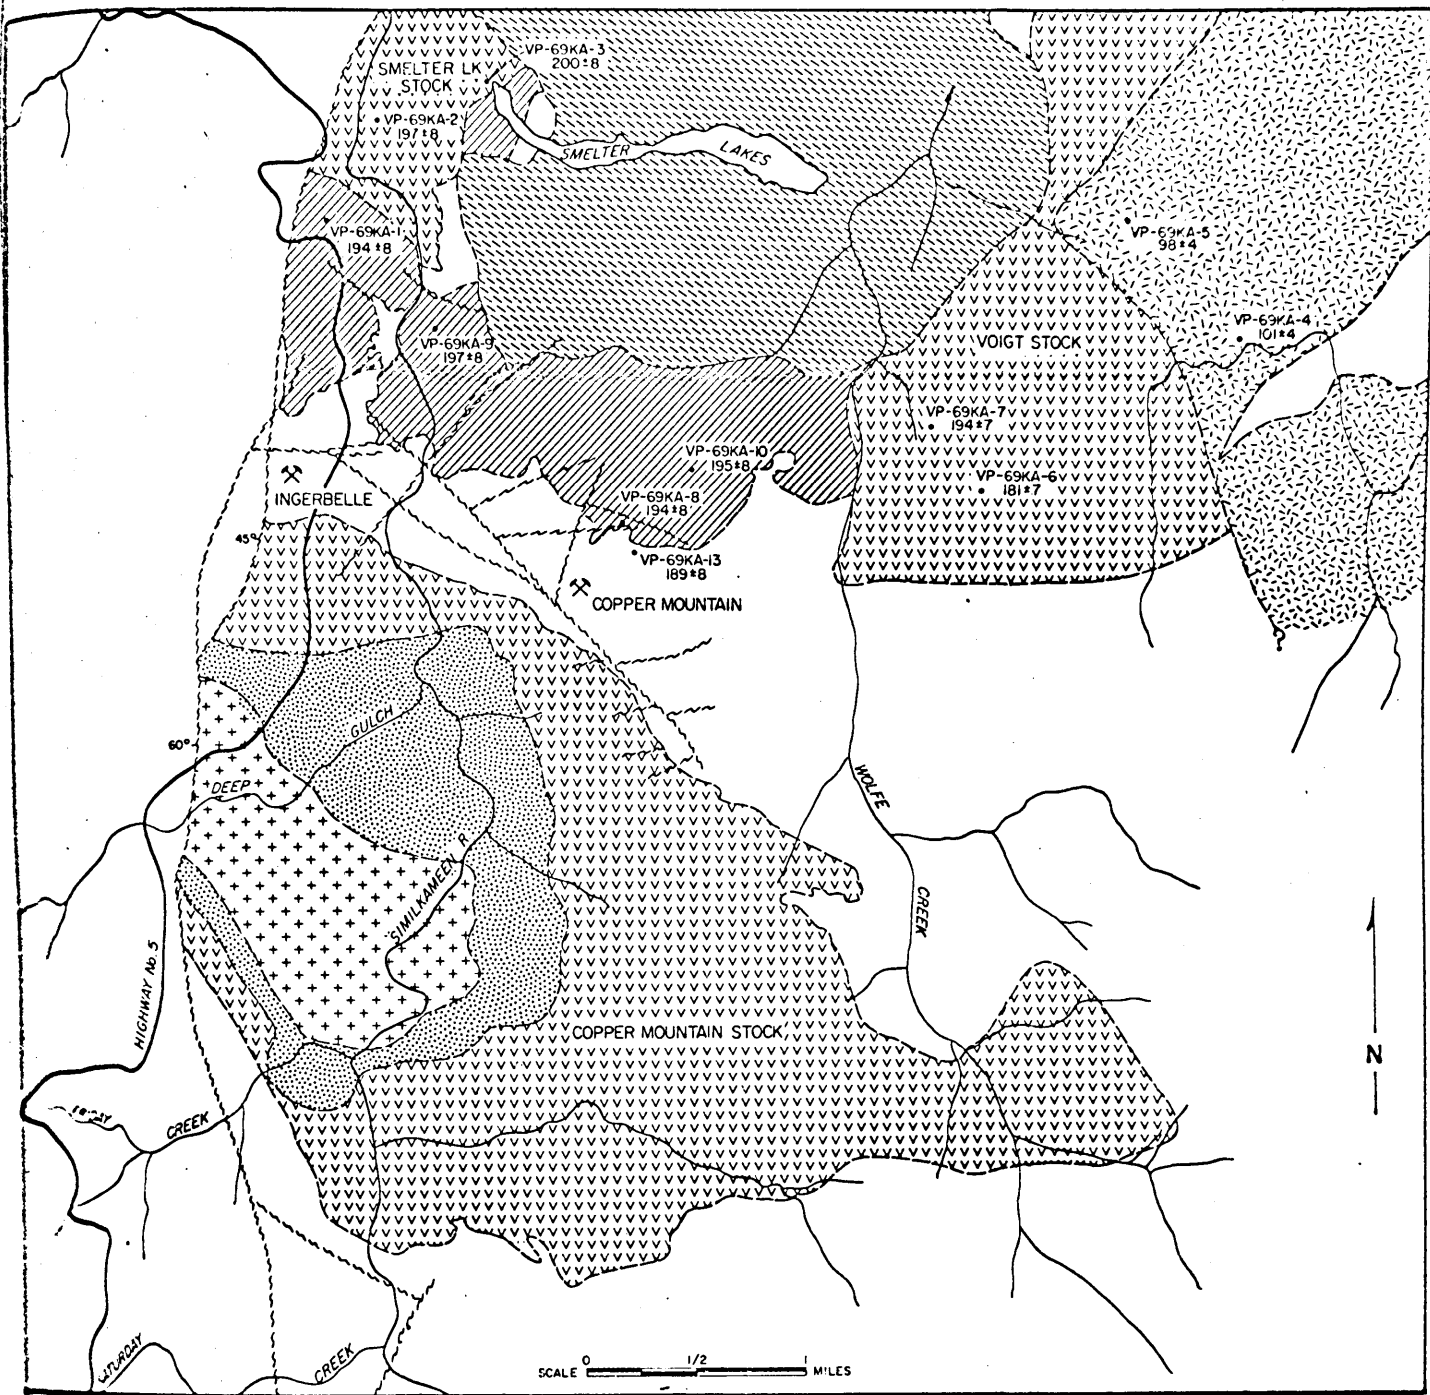 VP-69KA-3
200±8
SMELTER LK
STOCK
VP-69KA-2
197±8
SMELTER LAKES
VP-69KA-1
194±8
VP-69KA-5
98±4
VP-69KA-4
101±4
VP-69KA-9
197±8
VOIGT STOCK
VP-69KA-7
194±7
VP-69KA-10
195±8
VP-69KA-6
181±7
INGERBELLE
VP-69KA-8
194±8
45°
VP-69KA-13
189±8
COPPER MOUNTAIN
GULCH
60°
DEEP
WOLFE
SIMILKAMEEN R.
CREEK
HIGHWAY No.5
COPPER MOUNTAIN STOCK
N
FRIDAY
CREEK
?
SATURDAY
CREEK
0 1/2 1
SCALE MILES